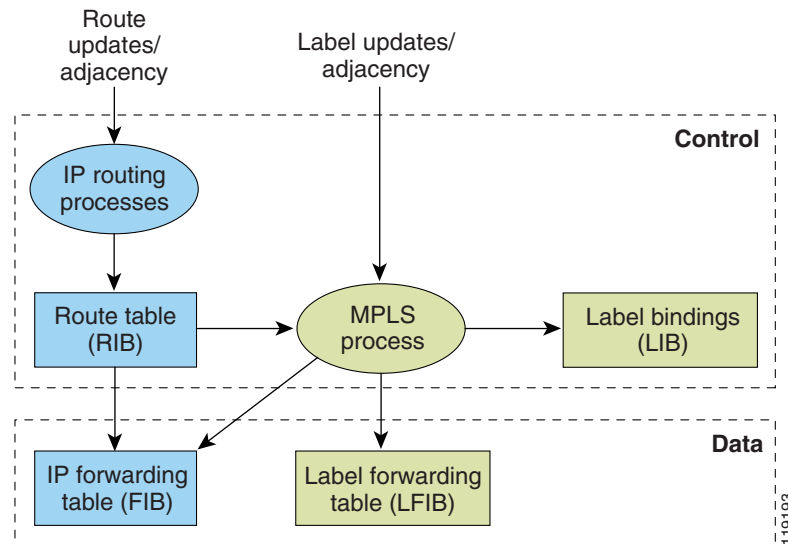 Route
updates/
adjacency
Label updates/
adjacency
Control
IP routing
processes
Route table
(RIB)
MPLS
process
Label bindings
(LIB)
Data
IP forwarding
table (FIB)
Label forwarding
table (LFIB)
119193